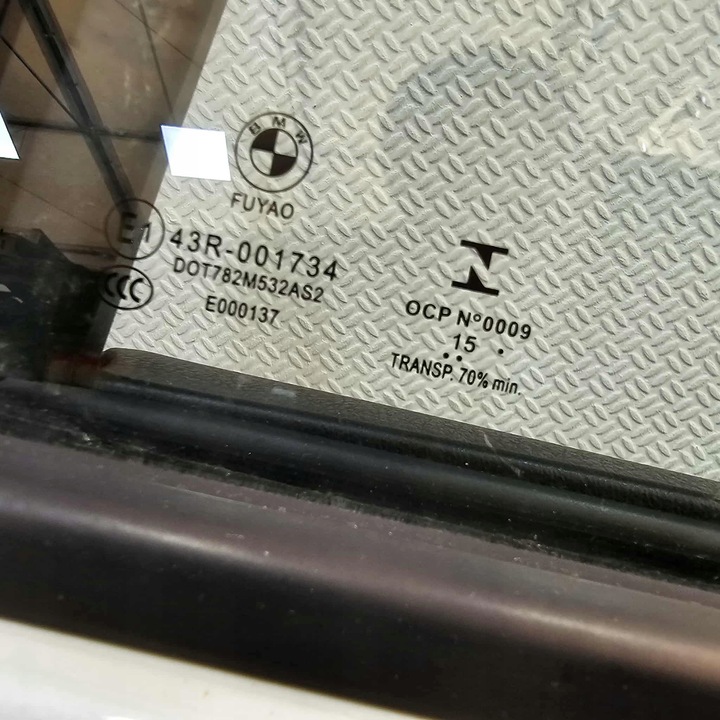 BMW
FUYAO
E1 43R-001734
CCC
DOT782M532AS2
E000137
OCP N°0009
15
TRANSP. 70% min.